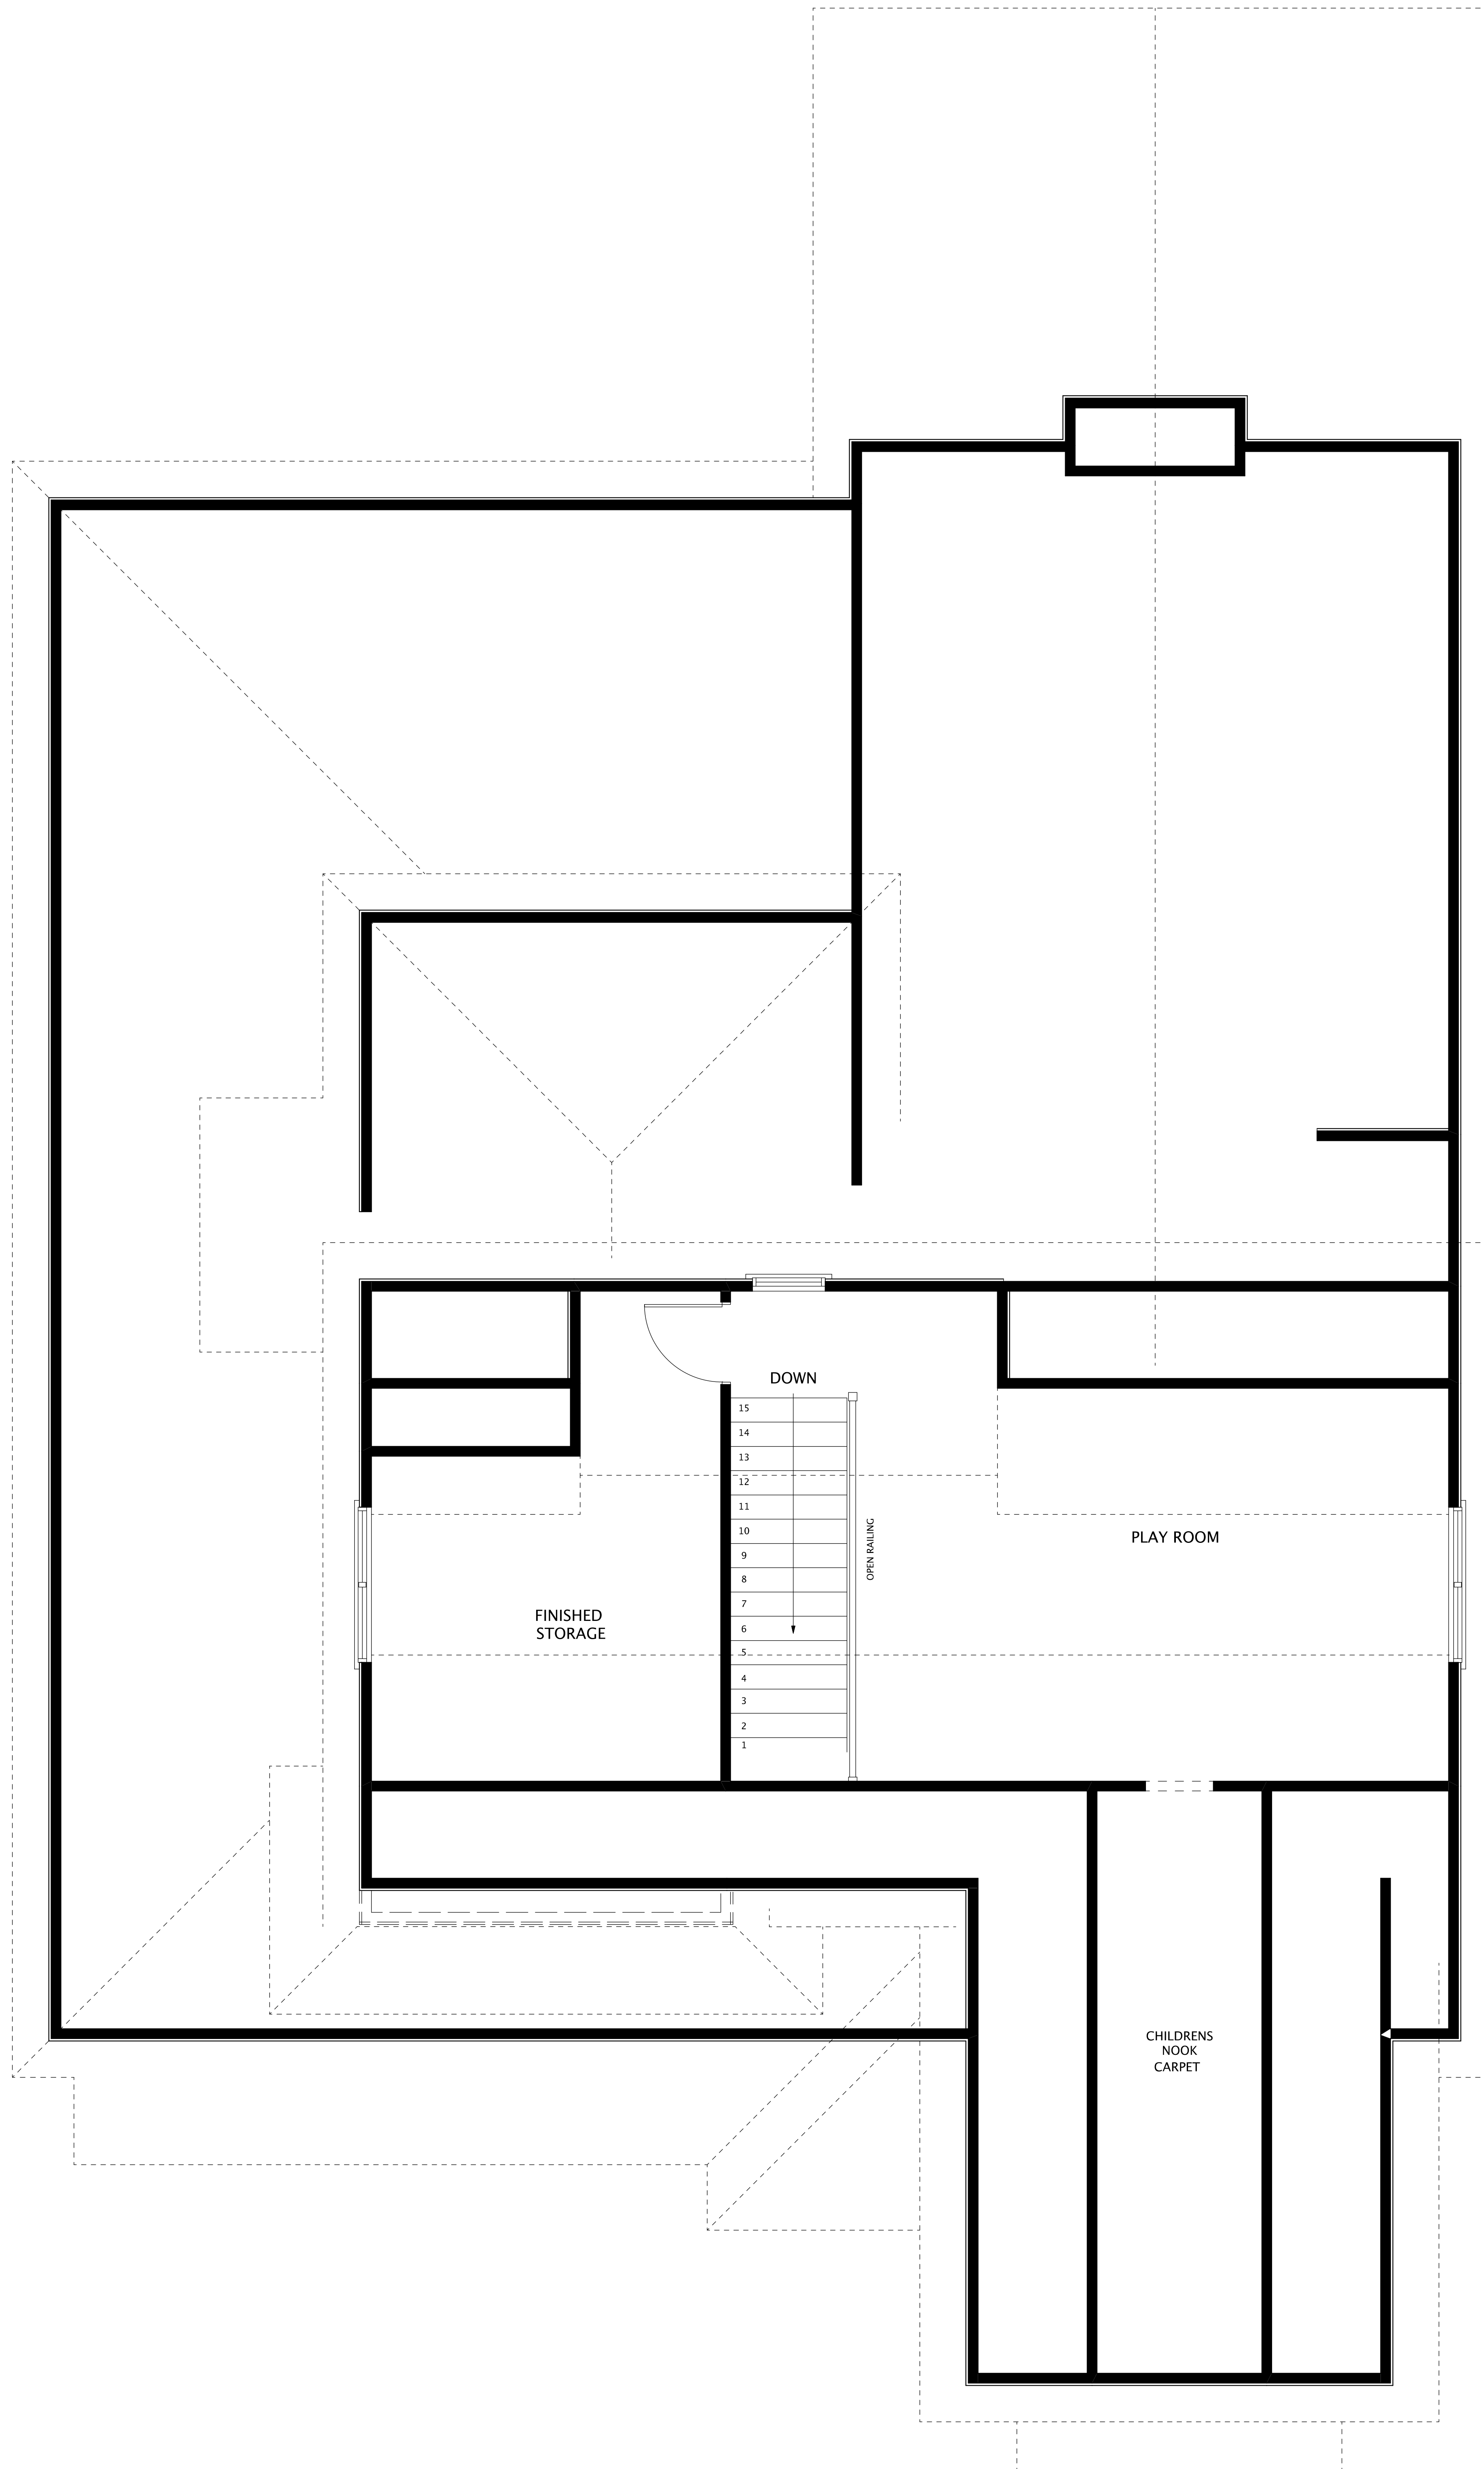 DOWN
15
14
13
12
11
10
9
8
7
6
5
4
3
2
1
OPEN RAILING
PLAY ROOM
FINISHED
STORAGE
CHILDRENS
NOOK
CARPET